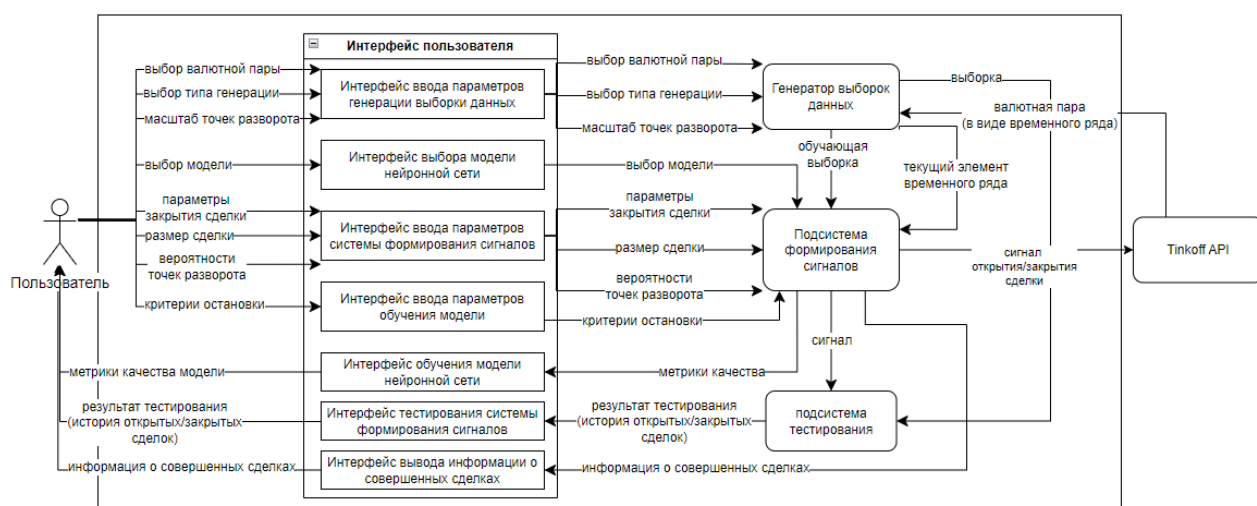 Интерфейс пользователя
выбор валютной пары
выбор типа генерации
масштаб точек разворота
Интерфейс ввода параметров
генерации выборки данных
выбор валютной пары
выбор типа генерации
масштаб точек разворота
Генератор выборок
данных
выборка
валютная пара
(в виде временного ряда)
обучающая
выборка
текущий элемент
временного ряда
выбор модели
Интерфейс выбора модели
нейронной сети
выбор модели
параметры
закрытия сделки
размер сделки
вероятности
точек разворота
Интерфейс ввода параметров
системы формирования сигналов
параметры
закрытия сделки
размер сделки
вероятности
точек разворота
Подсистема
формирования
сигналов
сигнал
открытия/закрытия
сделки
Tinkoff API
Пользователь
критерии остановки
Интерфейс ввода параметров
обучения модели
критерии остановки
сигнал
метрики качества модели
Интерфейс обучения модели
нейронной сети
метрики качества
результат тестирования
(история открытых/закрытых
сделок)
Интерфейс тестирования системы
формирования сигналов
результат тестирования
(история открытых/закрытых
сделок)
подсистема
тестирования
информация о совершенных сделках
Интерфейс вывода информации о
совершенных сделках
информация о совершенных сделках